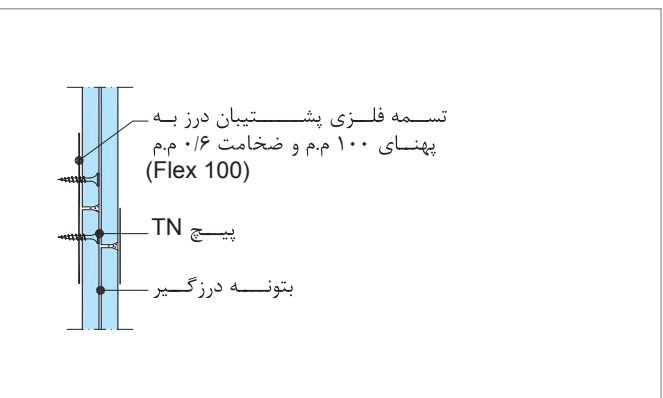 تسمه فلزی پشتیبان درز به
پهنای ۱۰۰ م.م و ضخامت ۰/۶ م.م
(Flex 100)
پیچ TN
بتونه درزگیر